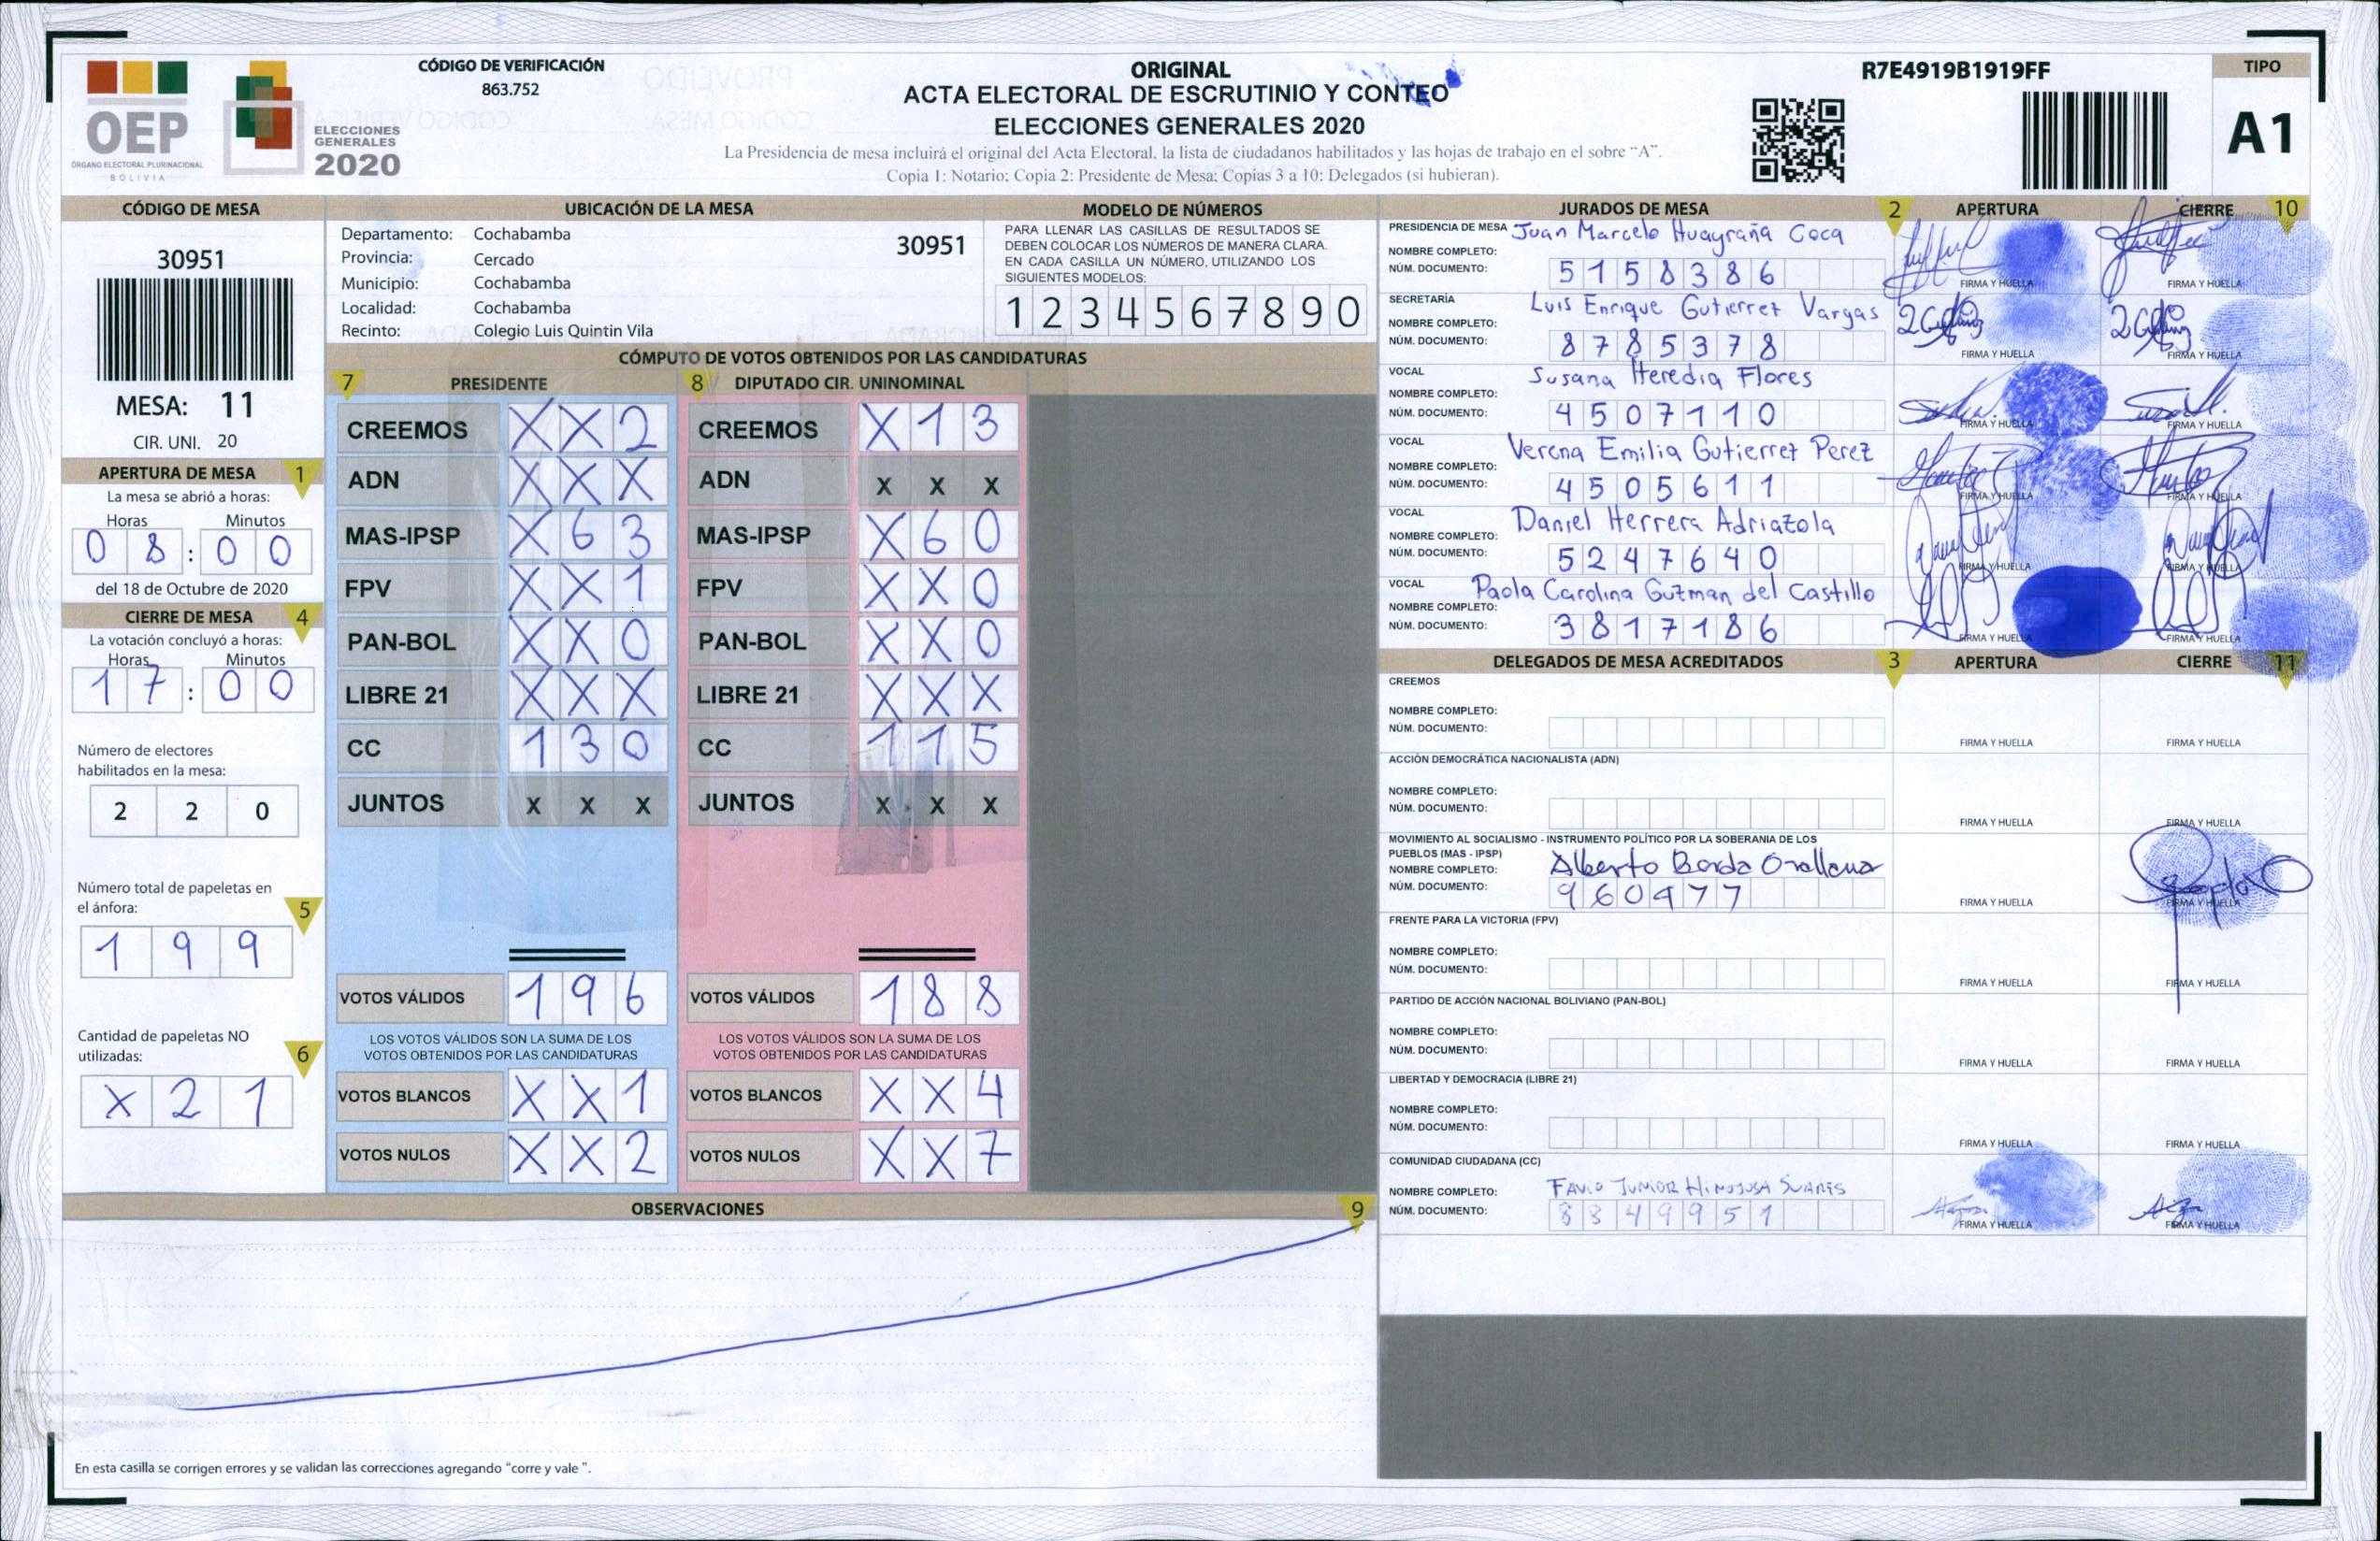 OEP
ÓRGANO ELECTORAL PLURINACIONAL
BOLIVIA
ELECCIONES
GENERALES
2020
CÓDIGO DE VERIFICACIÓN
863.752
ORIGINAL
ACTA ELECTORAL DE ESCRUTINIO Y CONTEO
ELECCIONES GENERALES 2020
La Presidencia de mesa incluirá el original del Acta Electoral, la lista de ciudadanos habilitados y las hojas de trabajo en el sobre “A”.
Copia 1: Notario; Copia 2: Presidente de Mesa; Copias 3 a 10: Delegados (si hubieran).
R7E4919B1919FF
TIPO
A1
CÓDIGO DE MESA
30951
MESA: 11
CIR. UNI. 20
APERTURA DE MESA 1
La mesa se abrió a horas:
Horas Minutos
0 8 : 0 0
del 18 de Octubre de 2020
CIERRE DE MESA 4
La votación concluyó a horas:
Horas Minutos
1 7 : 0 0
Número de electores
habilitados en la mesa:
2 2 0
Número total de papeletas en
el ánfora: 5
1 9 9
Cantidad de papeletas NO
utilizadas: 6
X 2 1
UBICACIÓN DE LA MESA
Departamento: Cochabamba
Provincia: Cercado
Municipio: Cochabamba
Localidad: Cochabamba
Recinto: Colegio Luis Quintin Vila
30951
MODELO DE NÚMEROS
PARA LLENAR LAS CASILLAS DE RESULTADOS SE
DEBEN COLOCAR LOS NÚMEROS DE MANERA CLARA.
EN CADA CASILLA UN NÚMERO, UTILIZANDO LOS
SIGUIENTES MODELOS:
1 2 3 4 5 6 7 8 9 0
CÓMPUTO DE VOTOS OBTENIDOS POR LAS CANDIDATURAS
7 PRESIDENTE
CREEMOS X X 2
ADN X X X
MAS-IPSP X 6 3
FPV X X 1
PAN-BOL X X 0
LIBRE 21 X X X
CC 1 3 0
JUNTOS X X X
VOTOS VÁLIDOS 1 9 6
LOS VOTOS VÁLIDOS SON LA SUMA DE LOS
VOTOS OBTENIDOS POR LAS CANDIDATURAS
VOTOS BLANCOS X X 1
VOTOS NULOS X X 2
8 DIPUTADO CIR. UNINOMINAL
CREEMOS X 1 3
ADN X X X
MAS-IPSP X 6 0
FPV X X 0
PAN-BOL X X 0
LIBRE 21 X X X
CC 1 1 5
JUNTOS X X X
VOTOS VÁLIDOS 1 8 8
LOS VOTOS VÁLIDOS SON LA SUMA DE LOS
VOTOS OBTENIDOS POR LAS CANDIDATURAS
VOTOS BLANCOS X X 4
VOTOS NULOS X X 7
OBSERVACIONES 9
En esta casilla se corrigen errores y se validan las correcciones agregando “corre y vale ”.
JURADOS DE MESA 2 APERTURA CIERRE 10
PRESIDENCIA DE MESA Juan Marcelo Huayraña Coca
NOMBRE COMPLETO:
NÚM. DOCUMENTO: 5 1 5 8 3 8 6 FIRMA Y HUELLA FIRMA Y HUELLA
SECRETARÍA Luis Enrique Gutierrez Vargas
NOMBRE COMPLETO:
NÚM. DOCUMENTO: 8 7 8 5 3 7 8 FIRMA Y HUELLA FIRMA Y HUELLA
VOCAL Susana Heredia Flores
NOMBRE COMPLETO:
NÚM. DOCUMENTO: 4 5 0 7 1 1 0 FIRMA Y HUELLA FIRMA Y HUELLA
VOCAL Verona Emilia Gutierrez Perez
NOMBRE COMPLETO:
NÚM. DOCUMENTO: 4 5 0 5 6 1 1 FIRMA Y HUELLA FIRMA Y HUELLA
VOCAL Daniel Herrera Adriazola
NOMBRE COMPLETO:
NÚM. DOCUMENTO: 5 2 4 7 6 4 0 FIRMA Y HUELLA FIRMA Y HUELLA
VOCAL Paola Carolina Guzman del Castillo
NOMBRE COMPLETO:
NÚM. DOCUMENTO: 3 8 1 7 1 8 6 FIRMA Y HUELLA FIRMA Y HUELLA
DELEGADOS DE MESA ACREDITADOS 3 APERTURA CIERRE 11
CREEMOS
NOMBRE COMPLETO:
NÚM. DOCUMENTO: FIRMA Y HUELLA FIRMA Y HUELLA
ACCIÓN DEMOCRÁTICA NACIONALISTA (ADN)
NOMBRE COMPLETO:
NÚM. DOCUMENTO: FIRMA Y HUELLA FIRMA Y HUELLA
MOVIMIENTO AL SOCIALISMO - INSTRUMENTO POLÍTICO POR LA SOBERANIA DE LOS
PUEBLOS (MAS - IPSP)
NOMBRE COMPLETO: Alberto Borda Orellana
NÚM. DOCUMENTO: 9 6 0 9 7 7 FIRMA Y HUELLA FIRMA Y HUELLA
FRENTE PARA LA VICTORIA (FPV)
NOMBRE COMPLETO:
NÚM. DOCUMENTO: FIRMA Y HUELLA FIRMA Y HUELLA
PARTIDO DE ACCIÓN NACIONAL BOLIVIANO (PAN-BOL)
NOMBRE COMPLETO:
NÚM. DOCUMENTO: FIRMA Y HUELLA FIRMA Y HUELLA
LIBERTAD Y DEMOCRACIA (LIBRE 21)
NOMBRE COMPLETO:
NÚM. DOCUMENTO: FIRMA Y HUELLA FIRMA Y HUELLA
COMUNIDAD CIUDADANA (CC)
NOMBRE COMPLETO: FAVIO JUNIOR HINOJOSA SUARES
NÚM. DOCUMENTO: 8 3 4 9 9 5 1 FIRMA Y HUELLA FIRMA Y HUELLA